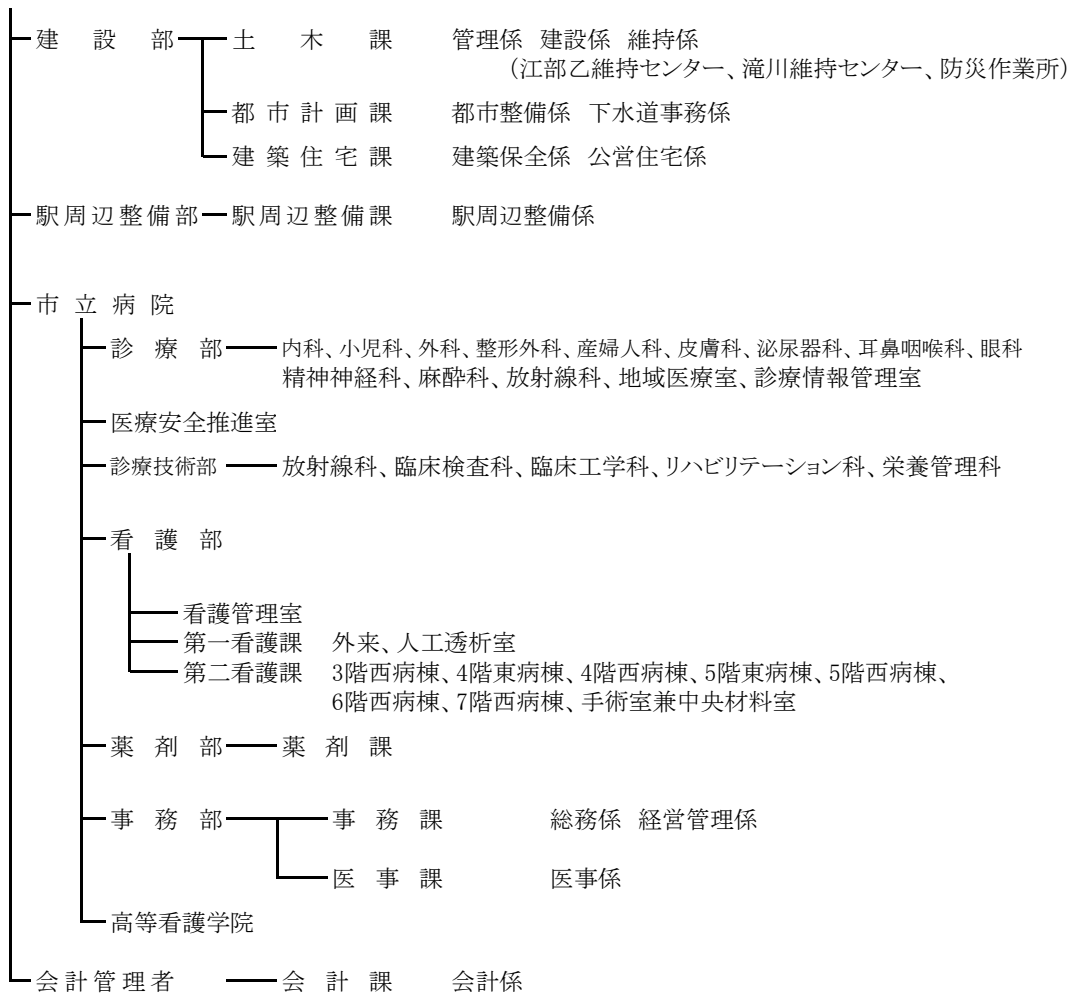 建設部 土木課 管理係 建設係 維持係
（江部乙維持センター、滝川維持センター、防災作業所）
都市計画課 都市整備係 下水道事務係
建築住宅課 建築保全係 公営住宅係
駅周辺整備部 駅周辺整備課 駅周辺整備係
市立病院
診療部 内科、小児科、外科、整形外科、産婦人科、皮膚科、泌尿器科、耳鼻咽喉科、眼科
精神神経科、麻酔科、放射線科、地域医療室、診療情報管理室
医療安全推進室
診療技術部 放射線科、臨床検査科、臨床工学科、リハビリテーション科、栄養管理科
看護部
看護管理室
第一看護課 外来、人工透析室
第二看護課 3階西病棟、4階東病棟、4階西病棟、5階東病棟、5階西病棟、
6階西病棟、7階西病棟、手術室兼中央材料室
薬剤部 薬剤課
事務部 事務課 総務係 経営管理係
医事課 医事係
高等看護学院
会計管理者 会計課 会計係